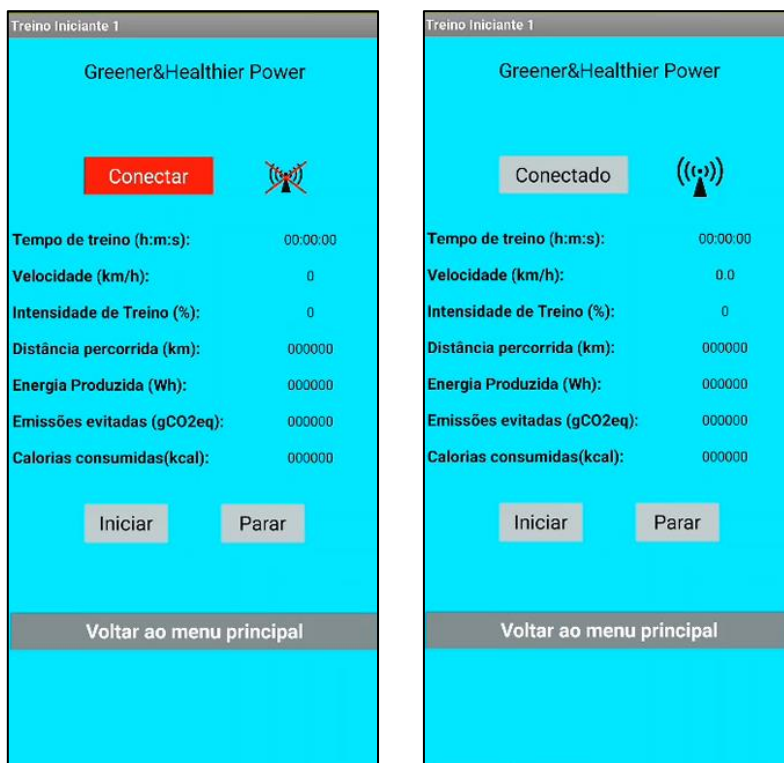 Treino Iniciante 1
Greener&Healthier Power
Conectar
Tempo de treino (h:m:s): 00:00:00
Velocidade (km/h): 0
Intensidade de Treino (%): 0
Distância percorrida (km): 000000
Energia Produzida (Wh): 000000
Emissões evitadas (gCO2eq): 000000
Calorias consumidas(kcal): 000000
Iniciar Parar
Voltar ao menu principal
Treino Iniciante 1
Greener&Healthier Power
Conectado
Tempo de treino (h:m:s): 00:00:00
Velocidade (km/h): 0.0
Intensidade de Treino (%): 0
Distância percorrida (km): 000000
Energia Produzida (Wh): 000000
Emissões evitadas (gCO2eq): 000000
Calorias consumidas(kcal): 000000
Iniciar Parar
Voltar ao menu principal